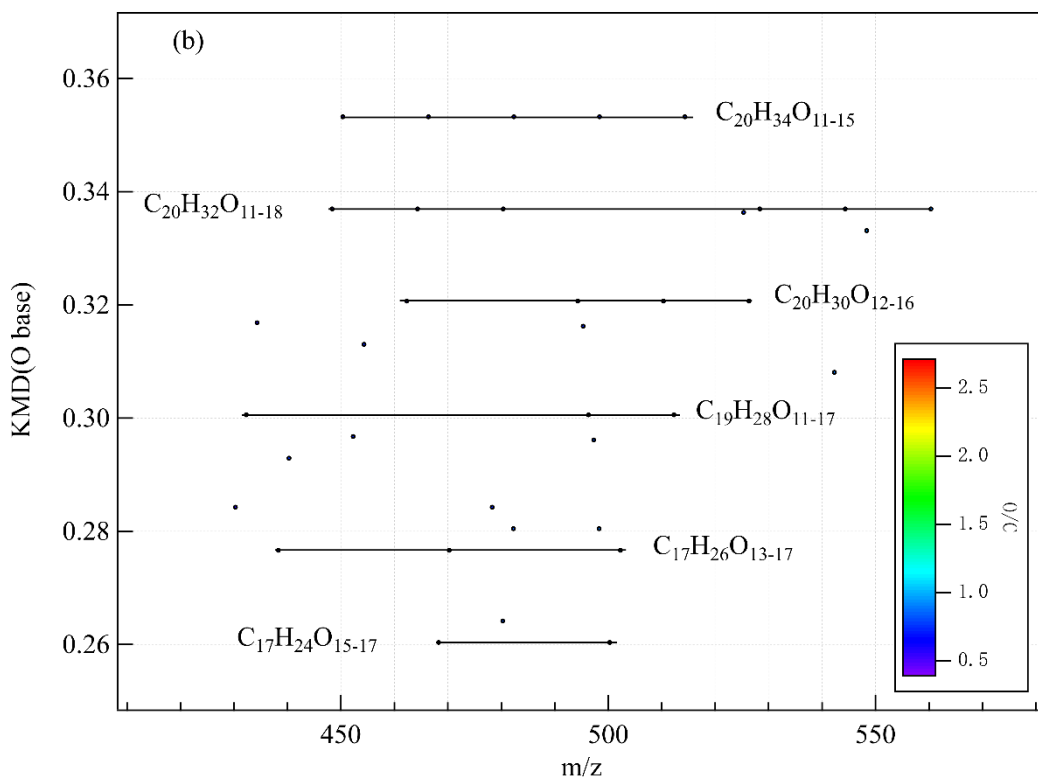 (b)
KMD(O base)
0.36
0.34
0.32
0.30
0.28
0.26
C₂₀H₃₄O₁₁₋₁₅
C₂₀H₃₂O₁₁₋₁₈
C₂₀H₃₀O₁₂₋₁₆
C₁₉H₂₈O₁₁₋₁₇
C₁₇H₂₆O₁₃₋₁₇
C₁₇H₂₄O₁₅₋₁₇
2.5
2.0
1.5
1.0
0.5
O/C
450
500
550
m/z